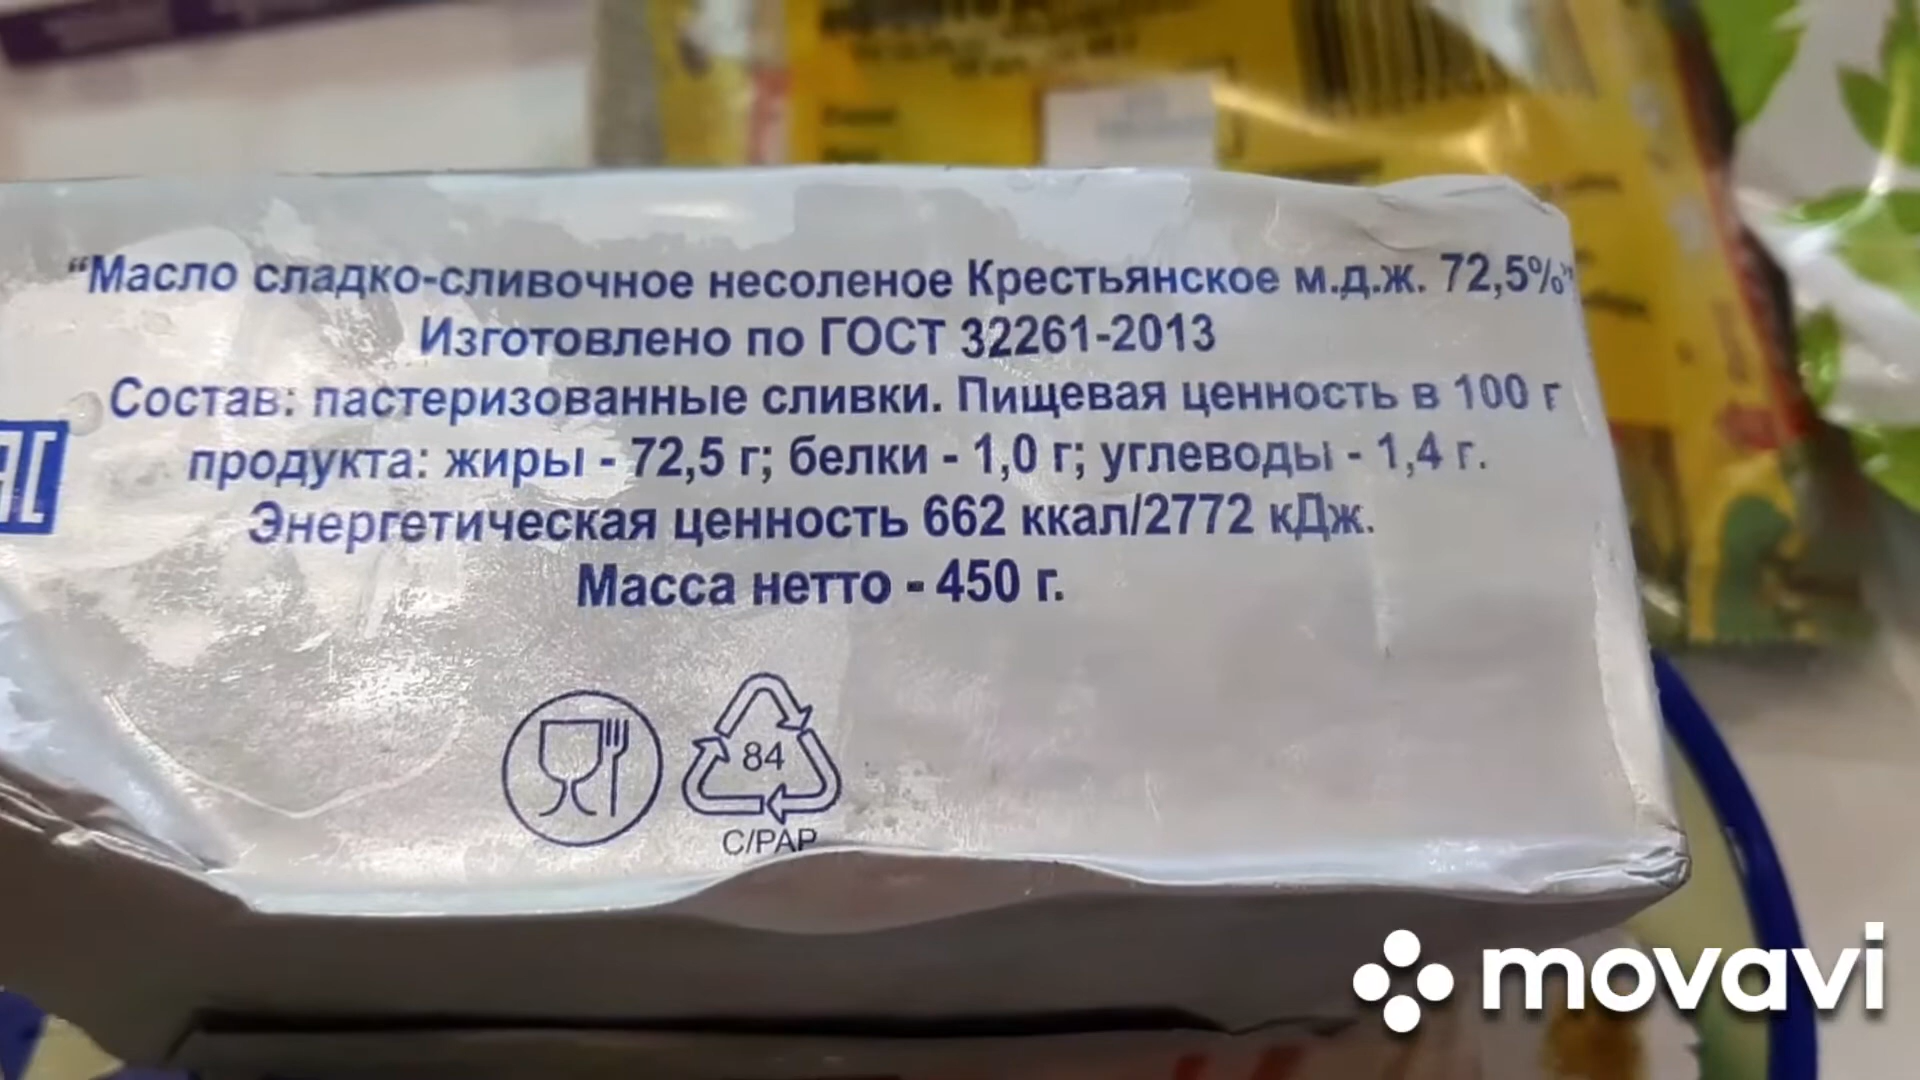 “Масло сладко-сливочное несоленое Крестьянское м.д.ж. 72,5%”
Изготовлено по ГОСТ 32261-2013
Состав: пастеризованные сливки. Пищевая ценность в 100 г
продукта: жиры - 72,5 г; белки - 1,0 г; углеводы - 1,4 г.
Энергетическая ценность 662 ккал/2772 кДж.
Масса нетто - 450 г.
84
C/PAP
movavi